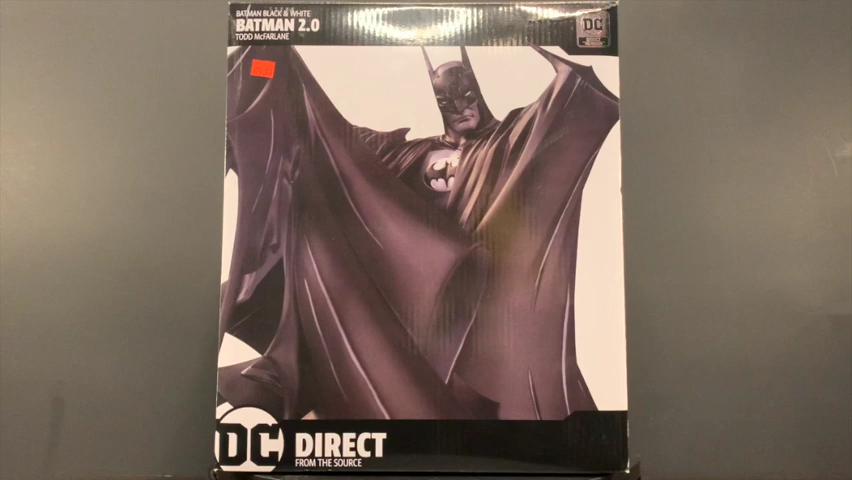 BATMAN BLACK & WHITE
BATMAN 2.0
TODD McFARLANE
DC
DC
DIRECT
FROM THE SOURCE